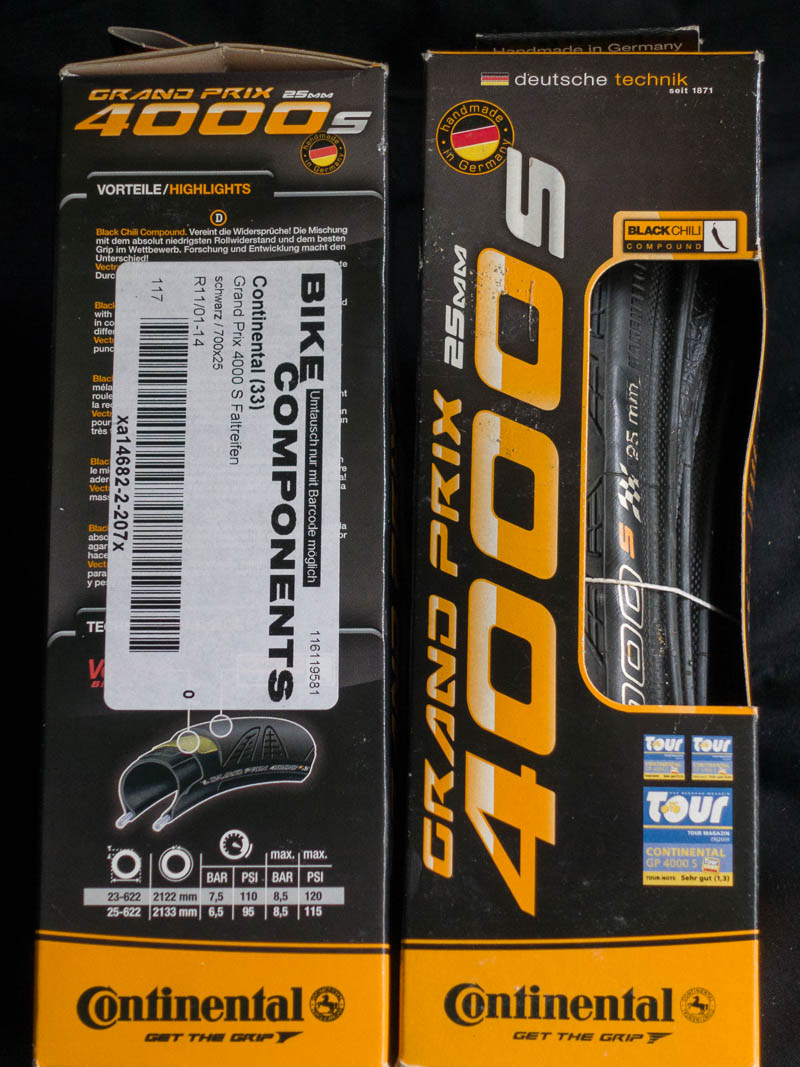 GRAND PRIX 25MM
4000S
handmade
in Germany
VORTEILE/HIGHLIGHTS
D
Black Chili Compound. Vereint die Widersprüche! Die Mischung
mit dem absolut niedrigsten Rollwiderstand und dem besten
Grip im Wettbewerb. Forschung und Entwicklung macht den
Unterschied!
BIKE
COMPONENTS
Umtausch nur mit Barcode möglich
116119581
Continental (33)
Grand Prix 4000 S Faltreifen
schwarz / 700x25
R11/01-14
117
xa14682-2-207x
max. max.
BAR PSI BAR PSI
23-622 2122 mm 7,5 110 8,5 120
25-622 2133 mm 6,5 95 8,5 115
Continental
GET THE GRIP
Handmade in Germany
deutsche technik
seit 1871
handmade
in Germany
GRAND PRIX 25MM
4000S
BLACK CHILI
COMPOUND
25 mm
TOUR
TOUR
TOUR
TOUR MAGAZIN
CONTINENTAL
GP 4000 S
TOUR-NOTE Sehr gut (1,3)
Continental
GET THE GRIP